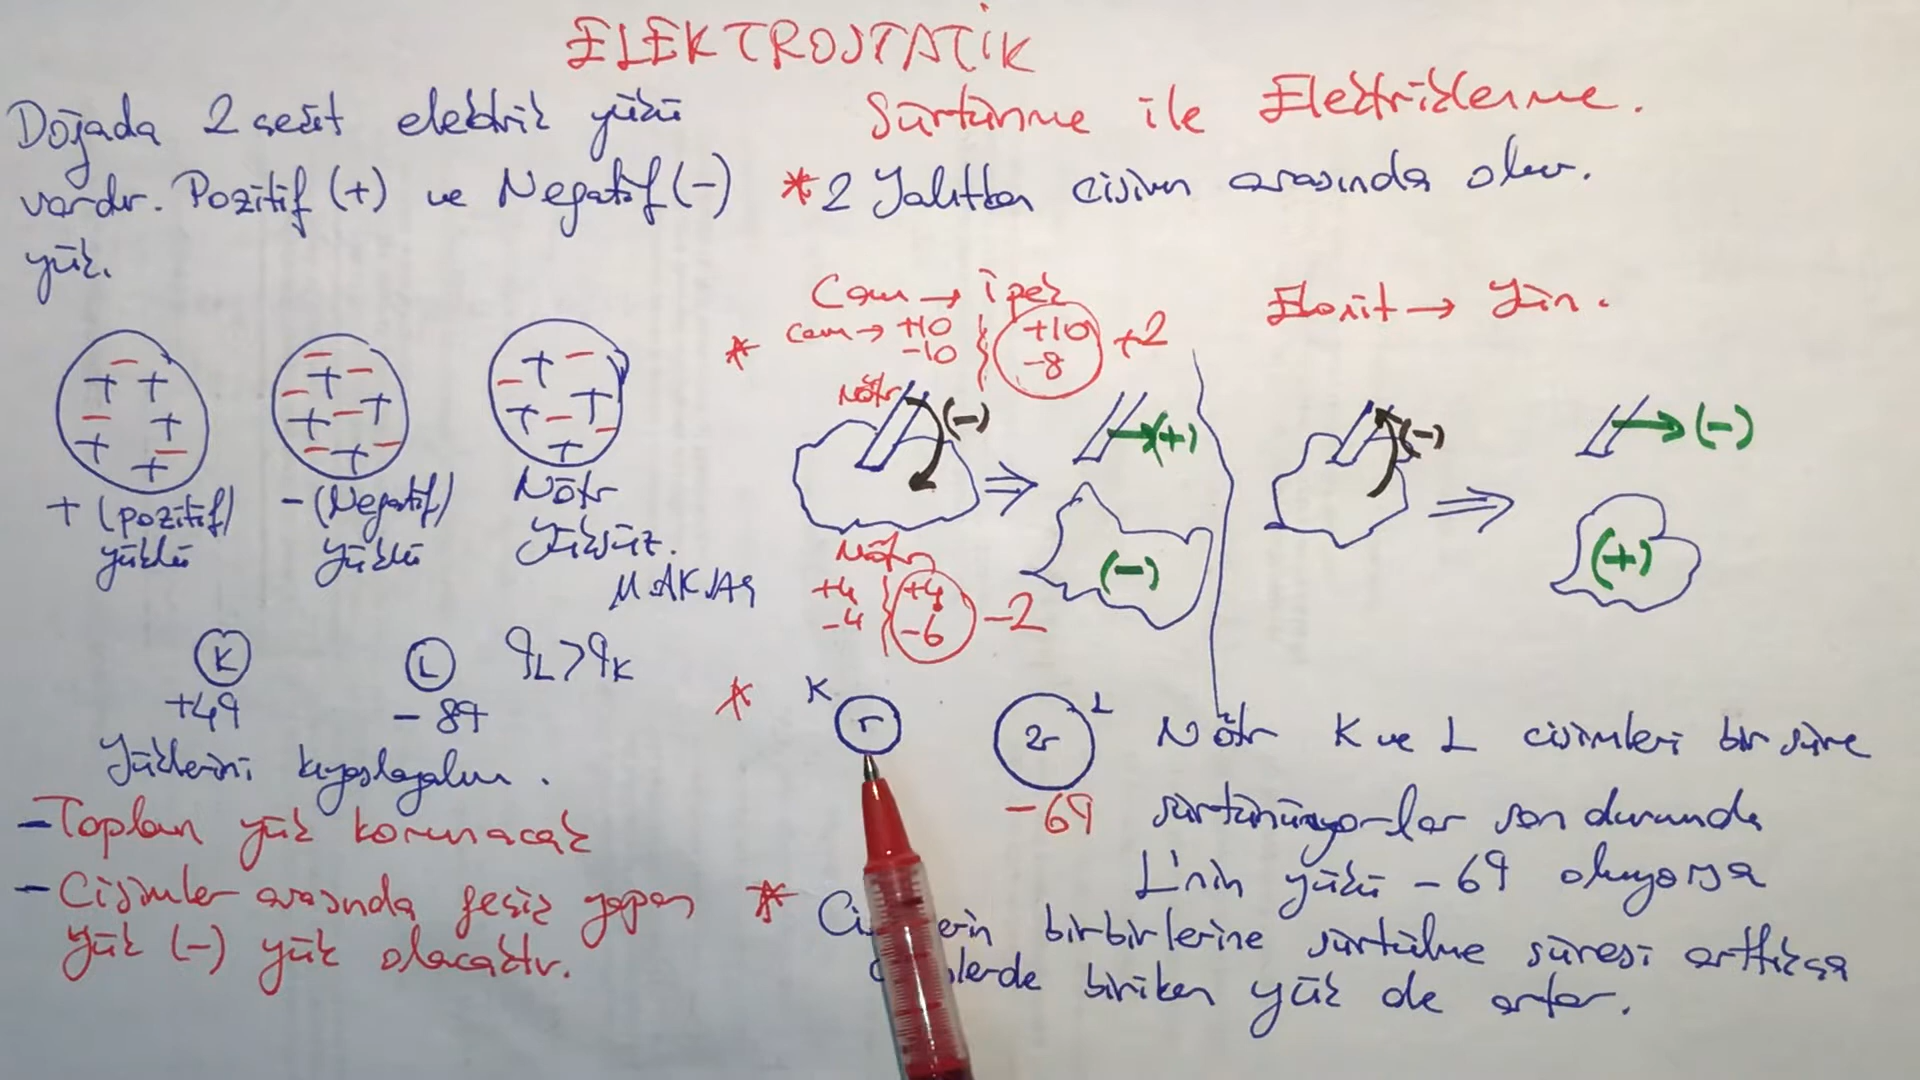 ELEKTROSTATİK
Doğada 2 çeşit elektrik yükü
vardır. Pozitif (+) ve Negatif (-)
yük.
+ (pozitif)
yüklü
- (Negatif)
yüklü
Nötr
Yüksüz.
K
+4q
L
- 8q
qL > qK
Yüklerini kıyaslayalım.
- Toplam yük korunacak
- Cisimler arasında geçiş yapan
yük (-) yük olacaktır.
Sürtünme ile Elektriklenme.
* 2 Yalıtkan cisim arasında olur.
Cam → İpek
* cam → +10
-10
+10
-8
+2
Nötr
(-)
(+)
Nötr
+4
-4
+4
-6
-2
(-)
Ebonit → Yün.
(-)
(-)
(+)
* K
r
2r
L
-6q
Nötr K ve L cisimleri bir süre
sürtünüyorlar son durumda
L'nin yükü -6q oluyorsa
* birbirlerine sürtülme süresi arttıkça
biriken yük de artar.